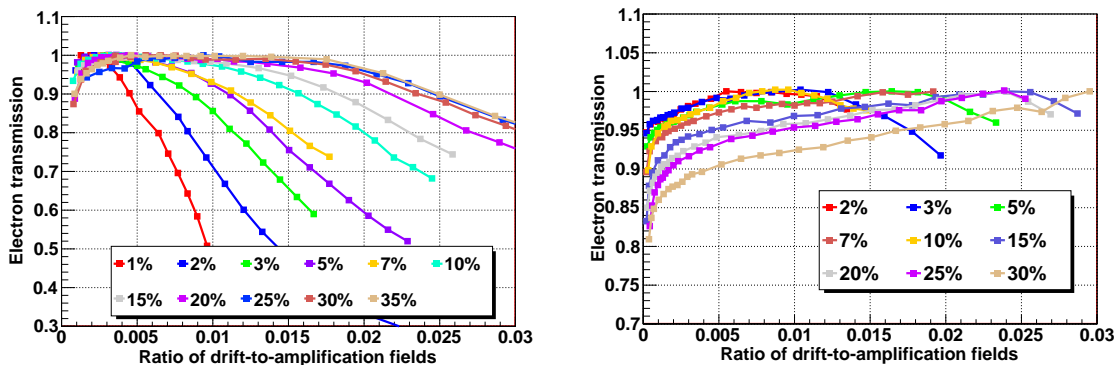 1.1
1
0.9
0.8
0.7
0.6
0.5
0.4
0.3
Electron transmission
1% 2% 3% 5% 7% 10%
15% 20% 25% 30% 35%
0 0.005 0.01 0.015 0.02 0.025 0.03
Ratio of drift-to-amplification fields
1.1
1.05
1
0.95
0.9
0.85
0.8
0.75
0.7
Electron transmission
2% 3% 5%
7% 10% 15%
20% 25% 30%
0 0.005 0.01 0.015 0.02 0.025 0.03
Ratio of drift-to-amplification fields